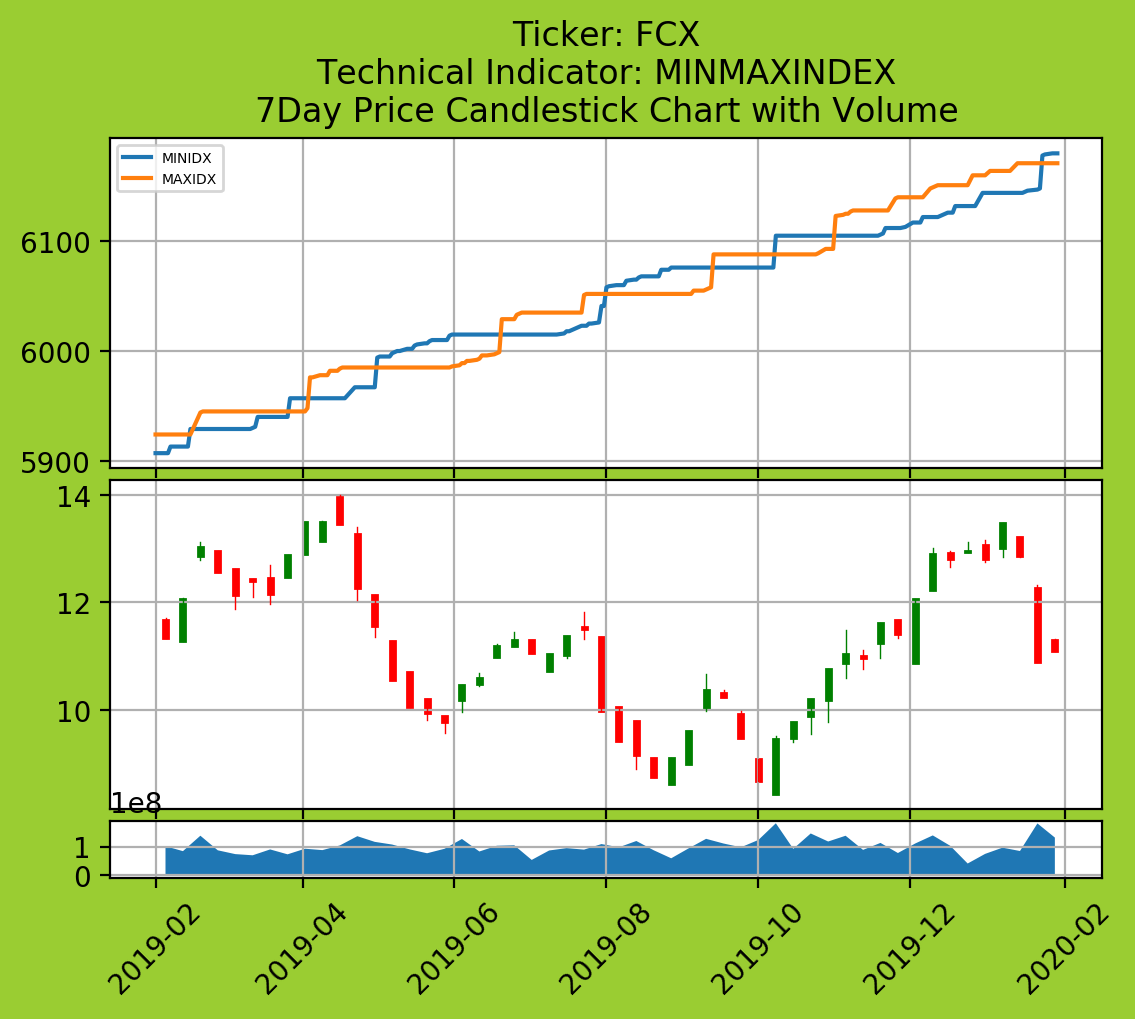 Ticker: FCX
Technical Indicator: MINMAXINDEX
7Day Price Candlestick Chart with Volume
MINIDX
MAXIDX
6100
6000
5900
14
12
10
1e8
1
0
2019-02
2019-04
2019-06
2019-08
2019-10
2019-12
2020-02